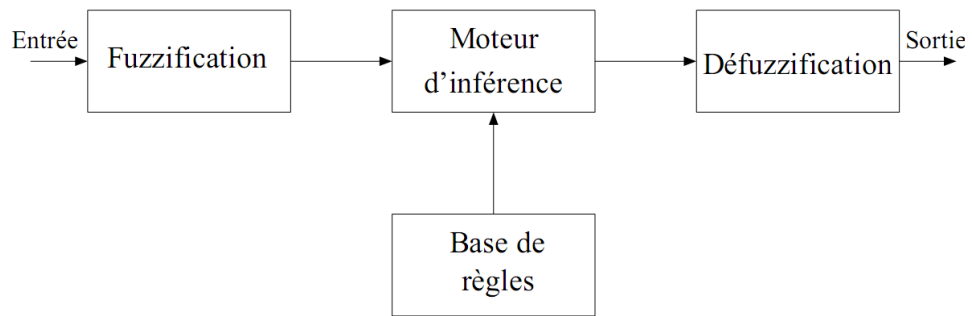 Entrée
Fuzzification
Moteur
d’inférence
Défuzzification
Sortie
Base de
règles